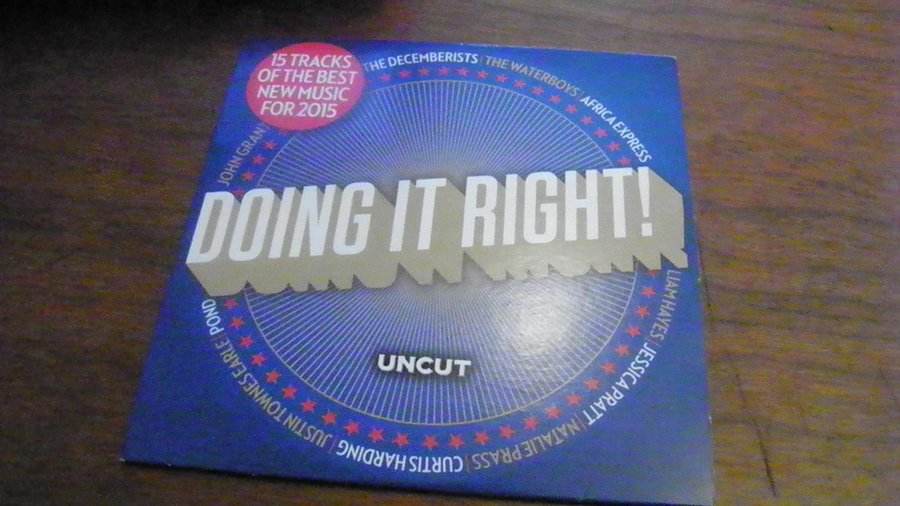 15 TRACKS
OF THE BEST
NEW MUSIC
FOR 2015
THE DECEMBERISTS | THE WATERBOYS | AFRICA EXPRESS
LIAM HAYES | JESSICA PRATT | NATALIE PRASS | CURTIS HARDING | JUSTIN TOWNES EARLE | POND
JOHN GRANT
DOING IT RIGHT!
UNCUT